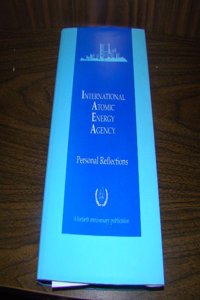 INTERNATIONAL
ATOMIC
ENERGY
AGENCY
Personal Reflections
A fortieth anniversary publication